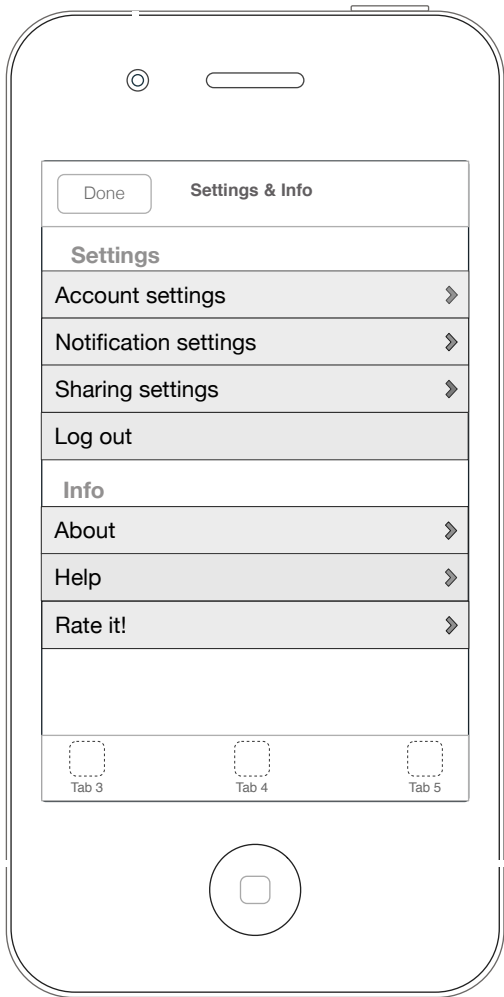 Done
Settings & Info
Settings
Account settings
Notification settings
Sharing settings
Log out
Info
About
Help
Rate it!
Tab 3
Tab 4
Tab 5